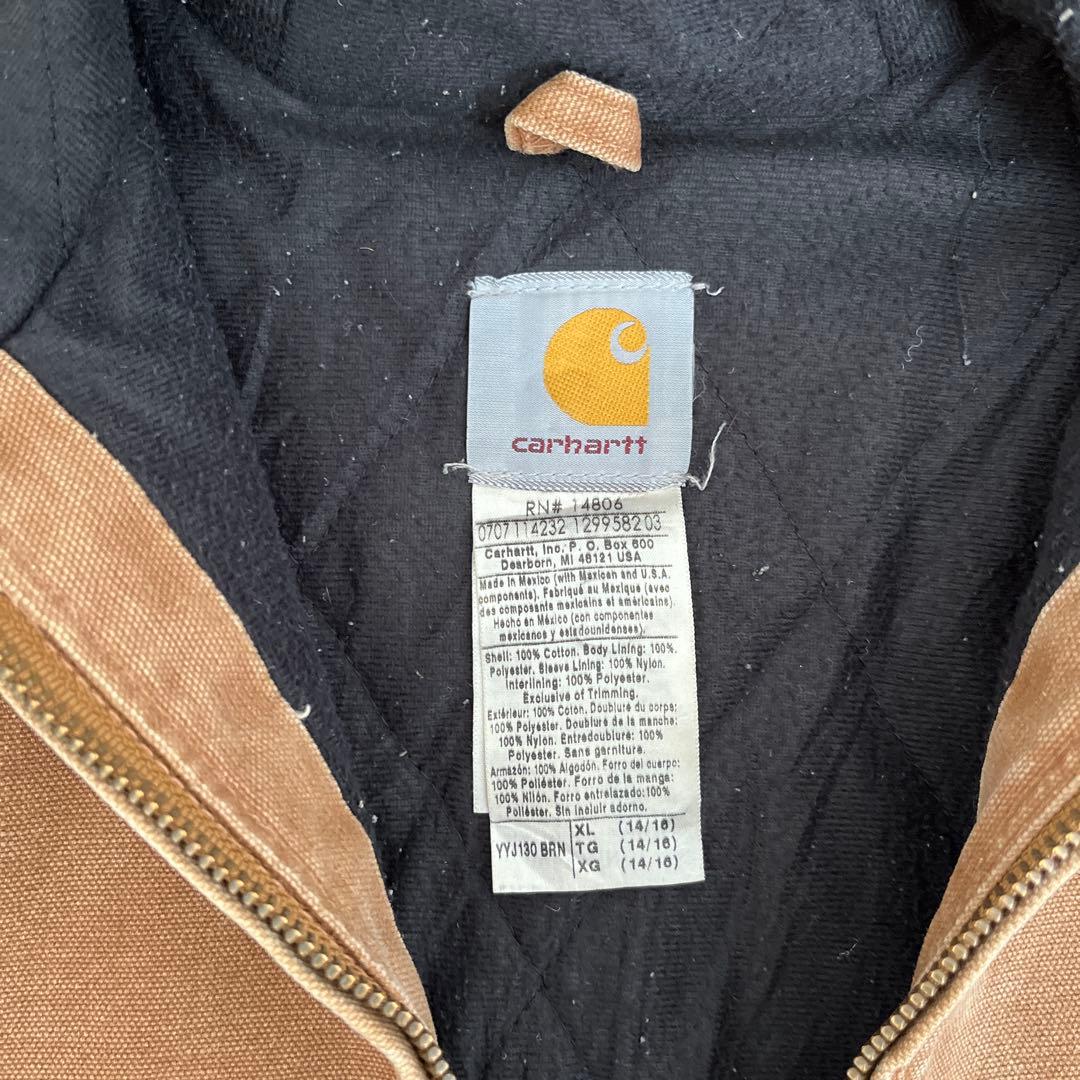 carhartt
RN# 14806
0707114232 1299582 03
Carhartt, Inc. P. O. Box 600
Dearborn, MI 48121 USA
Made in Mexico (with Mexican and U.S.A.
components). Fabriqué au Mexique (avec
des composants mexicains et américains).
Hecho en México (con componentes
mexicanos y estadounidenses).
Shell: 100% Cotton. Body Lining: 100%
Polyester. Sleeve Lining: 100% Nylon.
Interlining: 100% Polyester.
Exclusive of Trimming.
Extérieur: 100% Coton. Doublure du corps:
100% Polyester. Doublure de la manche:
100% Nylon. Entredoublure: 100%
Polyester. Sans garniture.
Armazón: 100% Algodón. Forro del cuerpo:
100% Poliéster. Forro de la manga:
100% Nilón. Forro entrelazado:100%
Poliéster. Sin incluir adorno.
YYJ130 BRN
XL (14/16)
TG (14/16)
XG (14/16)